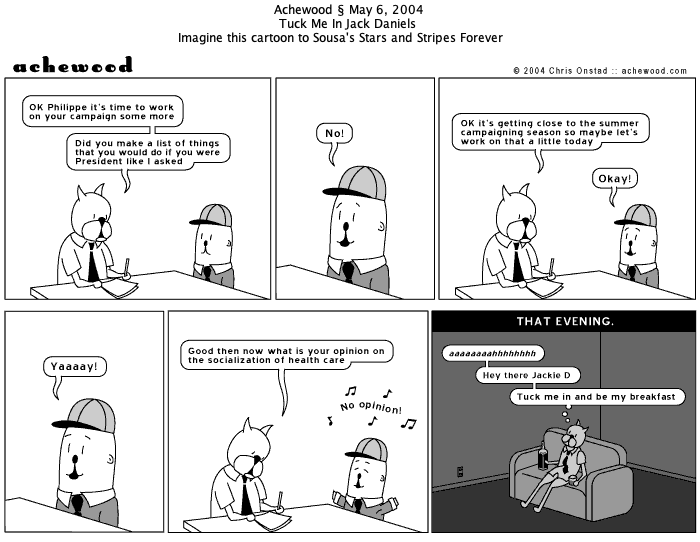 Achewood § May 6, 2004
Tuck Me In Jack Daniels
Imagine this cartoon to Sousa's Stars and Stripes Forever
achewood
© 2004 Chris Onstad :: achewood.com
OK Philippe it's time to work
on your campaign some more
Did you make a list of things
that you would do if you were
President like I asked
No!
OK it's getting close to the summer
campaigning season so maybe let's
work on that a little today
Okay!
Yaaaay!
Good then now what is your opinion on
the socialization of health care
No opinion!
THAT EVENING.
aaaaaaaahhhhhhhh
Hey there Jackie D
Tuck me in and be my breakfast